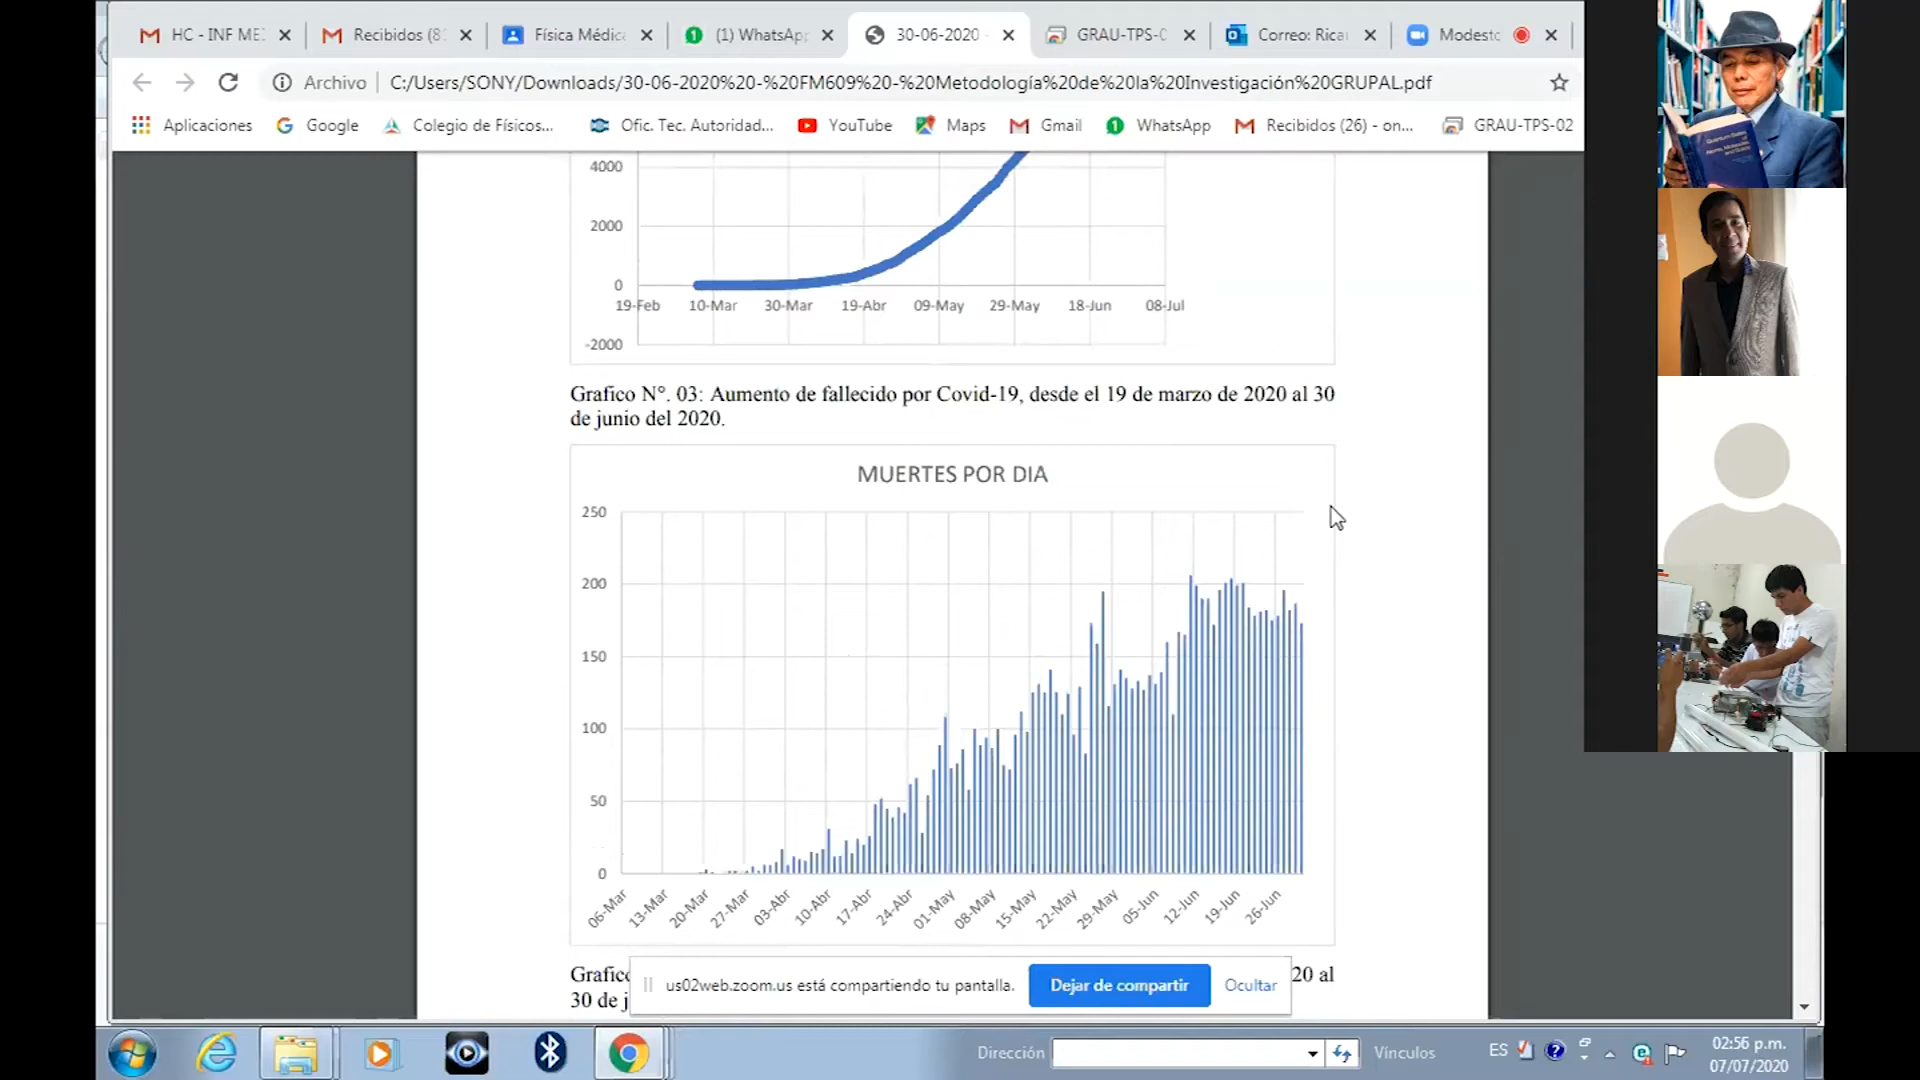 HC - INF ME
Recibidos (8
Física Médic
(1) WhatsApp
30-06-2020 -
GRAU-TPS-0
Correo: Rica
Modesto
Archivo
C:/Users/SONY/Downloads/30-06-2020%20-%20FM609%20-%20Metodología%20de%20la%20Investigación%20GRUPAL.pdf
Aplicaciones
Google
Colegio de Físicos...
Ofic. Tec. Autoridad...
YouTube
Maps
Gmail
WhatsApp
Recibidos (26) - on...
GRAU-TPS-02
4000
2000
0
19-Feb 10-Mar 30-Mar 19-Abr 09-May 29-May 18-Jun 08-Jul
-2000
Grafico N°. 03: Aumento de fallecido por Covid-19, desde el 19 de marzo de 2020 al 30
de junio del 2020.
MUERTES POR DIA
250
200
150
100
50
0
06-Mar 13-Mar 20-Mar 27-Mar 03-Abr 10-Abr 17-Abr 24-Abr 01-May 08-May 15-May 22-May 29-May 05-Jun 12-Jun 19-Jun 26-Jun
Grafico
20 al
30 de j
us02web.zoom.us está compartiendo tu pantalla.
Dejar de compartir
Ocultar
Dirección
Vínculos
ES
02:56 p.m.
07/07/2020